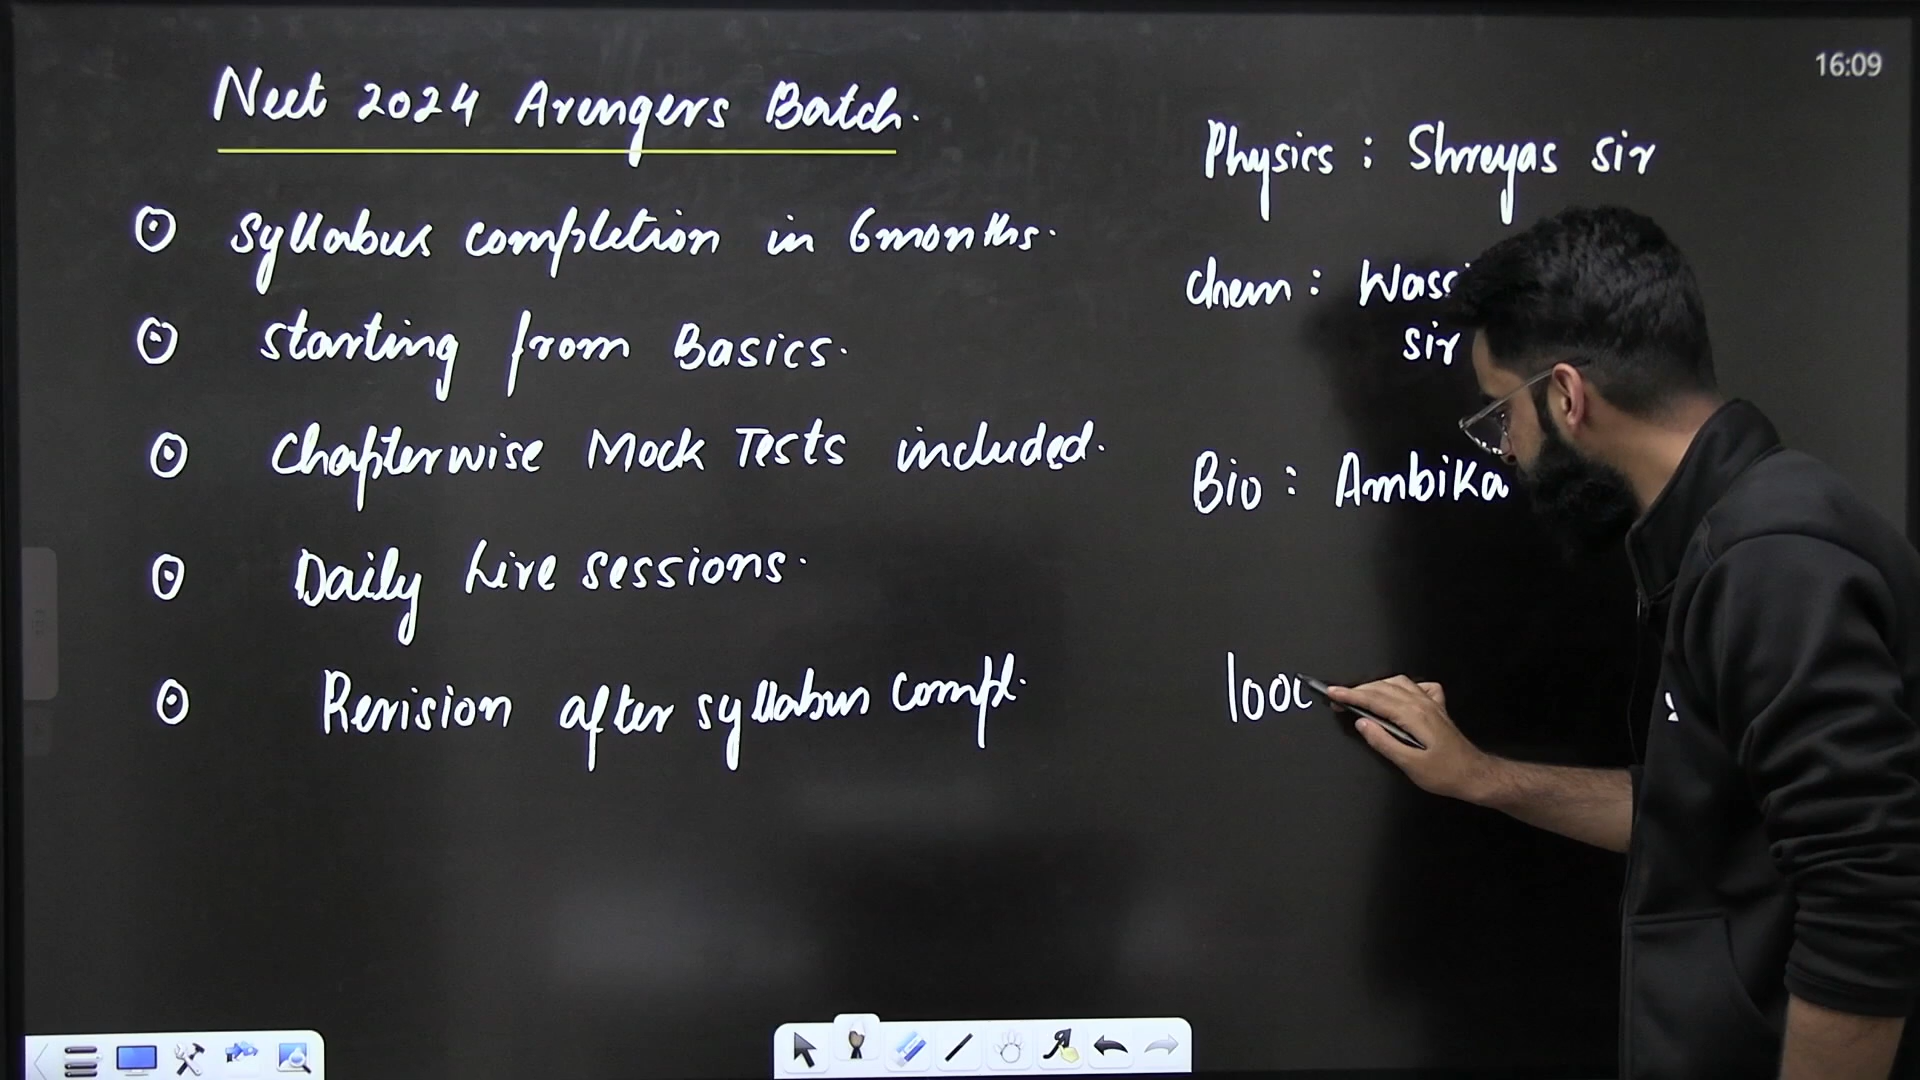 16:09
Neet 2024 Avengers Batch.
Syllabus completion in 6months.
Starting from Basics.
Chapterwise Mock Tests included.
Daily Live sessions.
Revision after syllabus compl.
Physics : Shreyas sir
Chem :
sir
Bio : Ambika